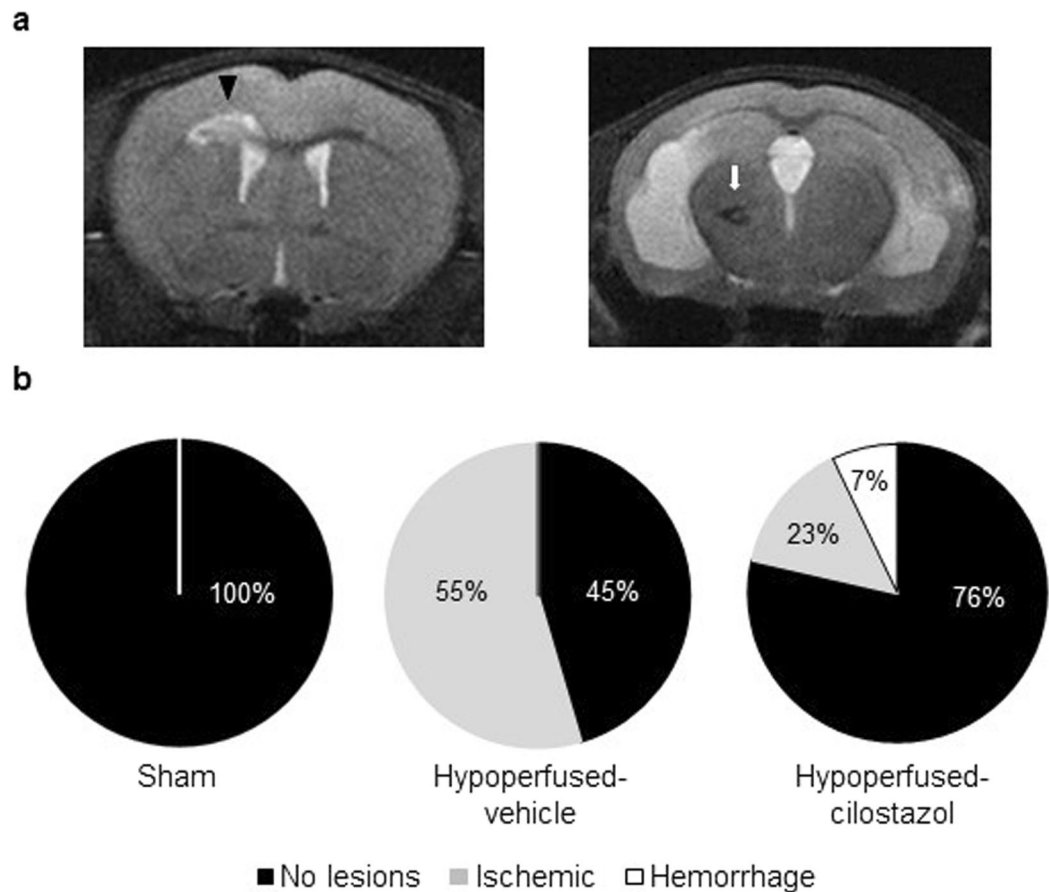 a
b
100%
55%
45%
7%
23%
76%
Sham
Hypoperfused-
vehicle
Hypoperfused-
cilostazol
No lesions
Ischemic
Hemorrhage